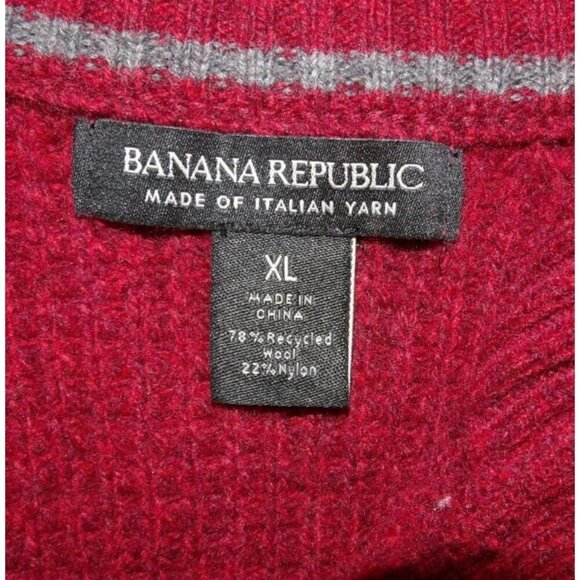 BANANA REPUBLIC
MADE OF ITALIAN YARN
XL
MADE IN
CHINA
78% Recycled
Wool
22% Nylon